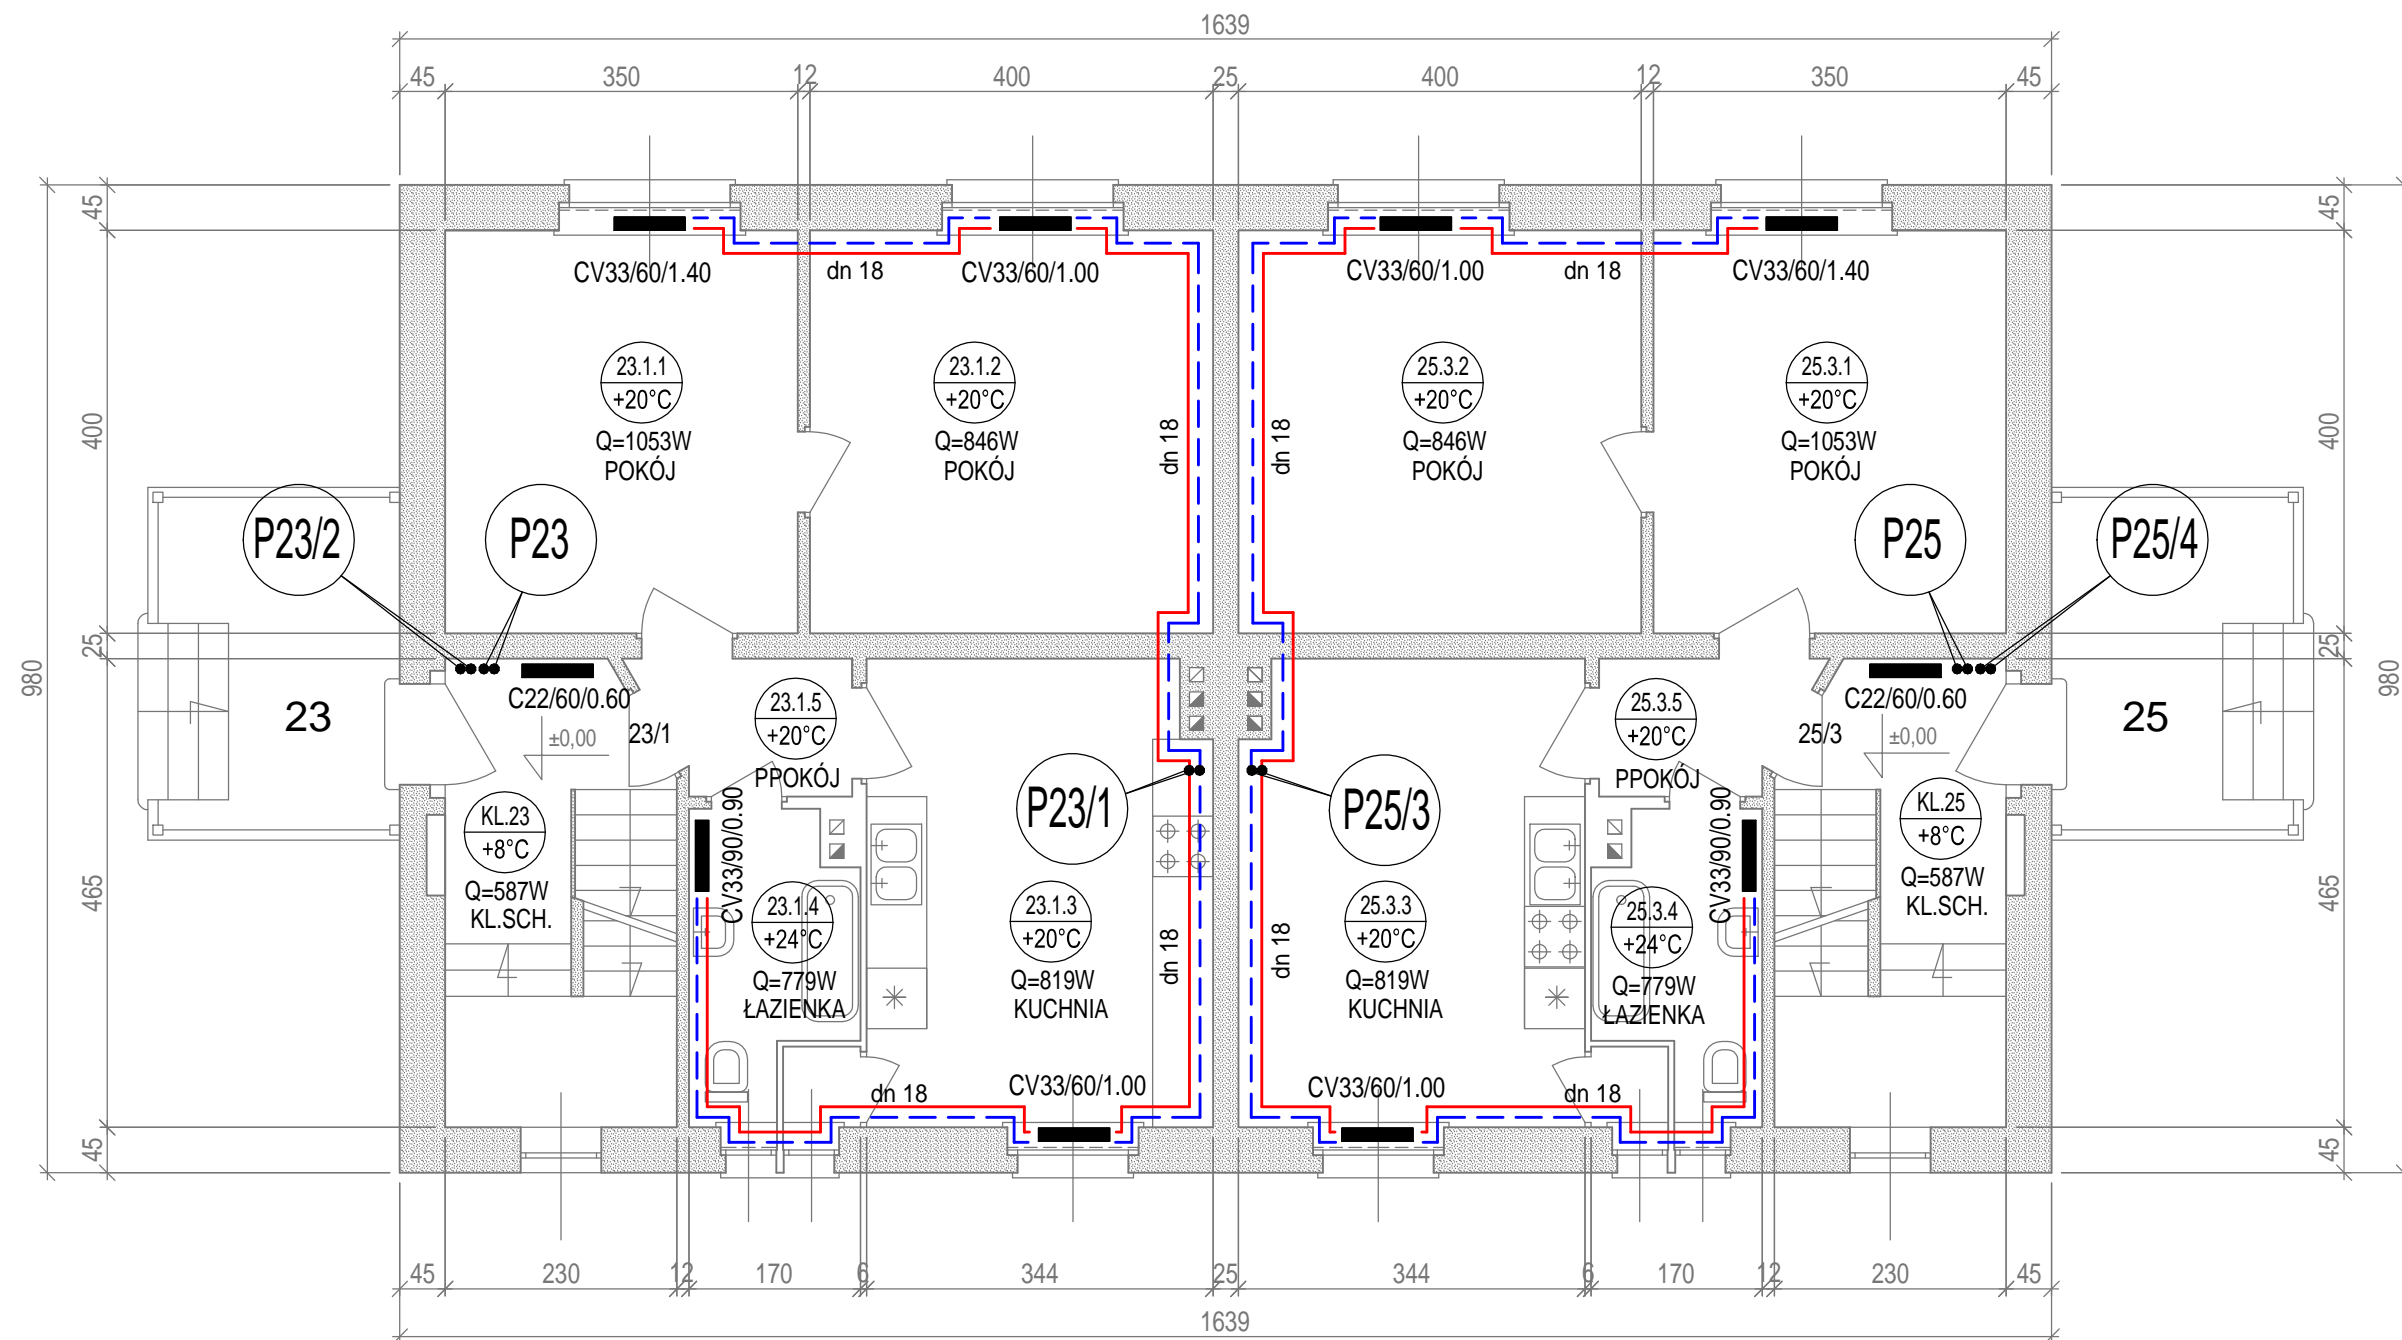 1639
45 350 12 400 25 400 12 350 45
45
45
CV33/60/1.40 dn 18 CV33/60/1.00 CV33/60/1.00 dn 18 CV33/60/1.40
23.1.1 23.1.2 25.3.2 25.3.1
+20°C +20°C +20°C +20°C
Q=1053W Q=846W Q=846W Q=1053W
POKÓJ POKÓJ POKÓJ POKÓJ
400 dn 18 dn 18 400
P23/2 P23 P25 P25/4
980 25 25 980
C22/60/0.60 C22/60/0.60
23 ±0,00 23/1 25/3 ±0,00 25
23.1.5 25.3.5
+20°C +20°C
PPOKÓJ PPOKÓJ
P23/1 P25/3
KL.23 KL.25
+8°C +8°C
Q=587W Q=587W
KL.SCH. KL.SCH.
465 CV33/90/0.90 CV33/90/0.90 465
23.1.4 23.1.3 25.3.3 25.3.4
+24°C +20°C +20°C +24°C
Q=779W Q=819W Q=819W Q=779W
ŁAZIENKA KUCHNIA KUCHNIA ŁAZIENKA
dn 18 dn 18
dn 18 CV33/60/1.00 CV33/60/1.00 dn 18
45 45
45 230 12 170 6 344 25 344 6 170 12 230 45
1639